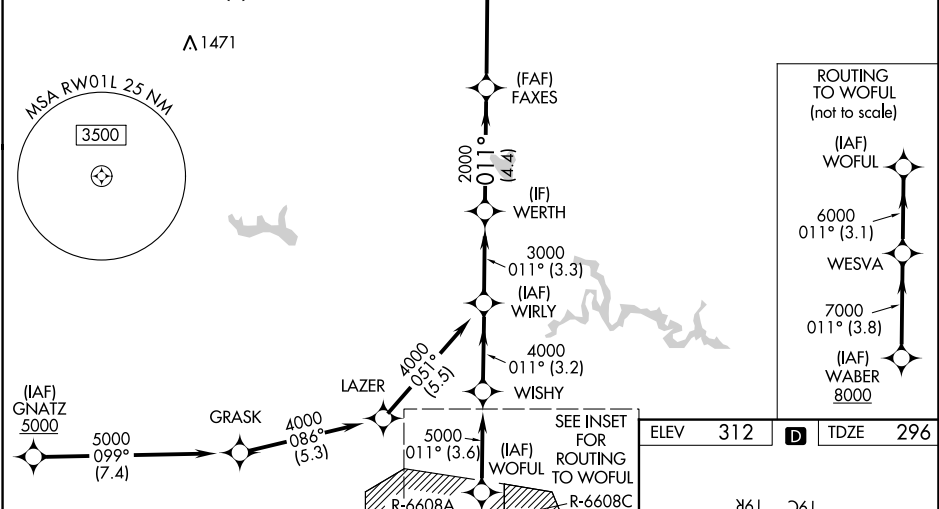 1471
MSA RW01L 25 NM
3500
(FAF)
FAXES
2000
011°
(4.4)
(IF)
WERTH
3000
011° (3.3)
(IAF)
WIRLY
4000
011° (3.2)
WISHY
4000
051°
(5.5)
LAZER
(IAF)
GNATZ
5000
5000
099°
(7.4)
GRASK
4000
086°
(5.3)
5000
011° (3.6)
(IAF)
WOFUL
SEE INSET
FOR
ROUTING
TO WOFUL
R-6608A
R-6608C
ROUTING
TO WOFUL
(not to scale)
(IAF)
WOFUL
6000
011° (3.1)
WESVA
7000
011° (3.8)
(IAF)
WABER
8000
ELEV 312 D TDZE 296